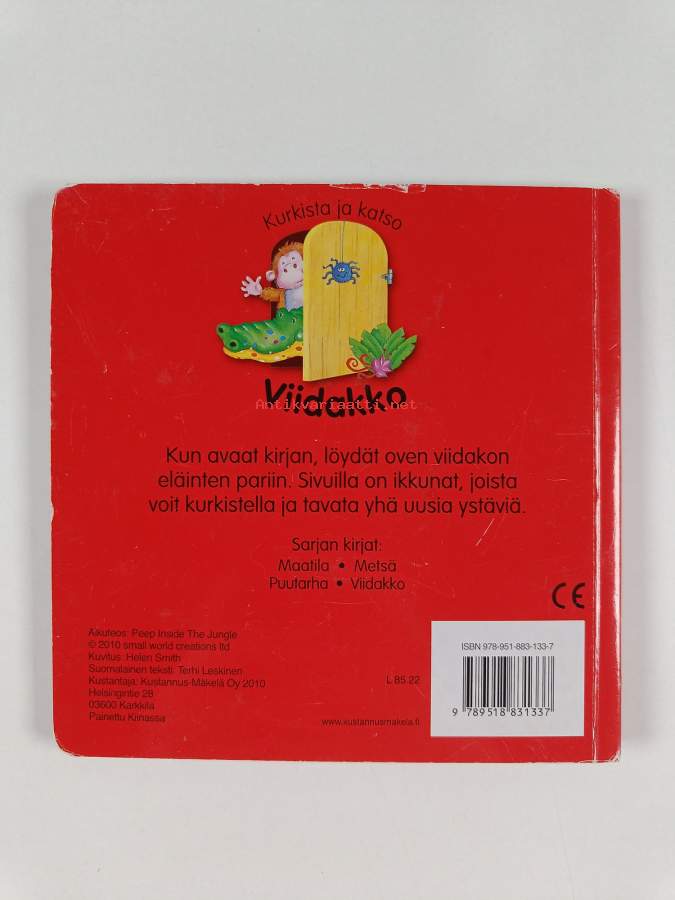 Kurkista ja katso
Viidakko
Antikvariaatti.net
Kun avaat kirjan, löydät oven viidakon
eläinten pariin. Sivuilla on ikkunat, joista
voit kurkistella ja tavata yhä uusia ystäviä.
Sarjan kirjat:
Maatila • Metsä
Puutarha • Viidakko
CE
Alkuteos: Peep Inside The Jungle
© 2010 small world creations ltd
Kuvitus: Helen Smith
Suomalainen teksti: Terhi Leskinen
Kustantaja: Kustannus-Mäkelä Oy 2010
Helsingintie 28
03600 Karkkila
Painettu Kiinassa
L 85.22
www.kustannusmakela.fi
ISBN 978-951-883-133-7
9 789518 831337